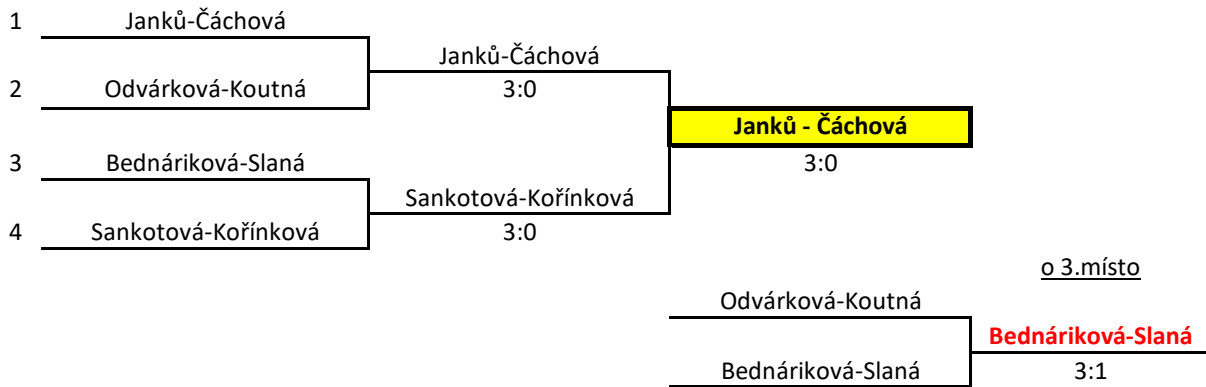 1 Janků-Čáchová
Janků-Čáchová
2 Odvárková-Koutná 3:0
Janků - Čáchová
3 Bednáriková-Slaná 3:0
Sankotová-Kořínková
4 Sankotová-Kořínková 3:0
o 3.místo
Odvárková-Koutná
Bednáriková-Slaná
Bednáriková-Slaná 3:1